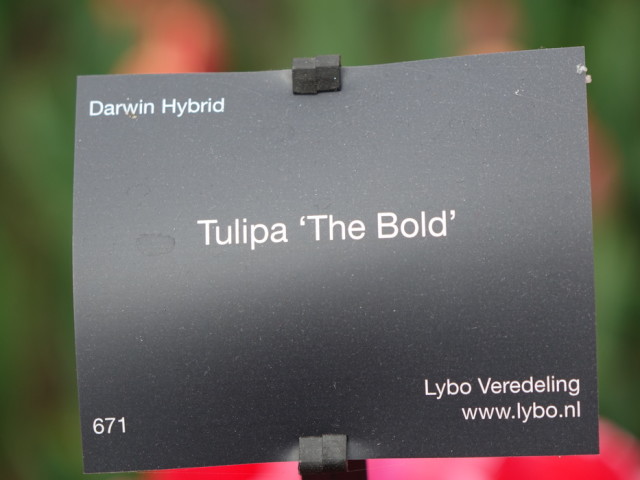 Darwin Hybrid
Tulipa ‘The Bold’
Lybo Veredeling
www.lybo.nl
671